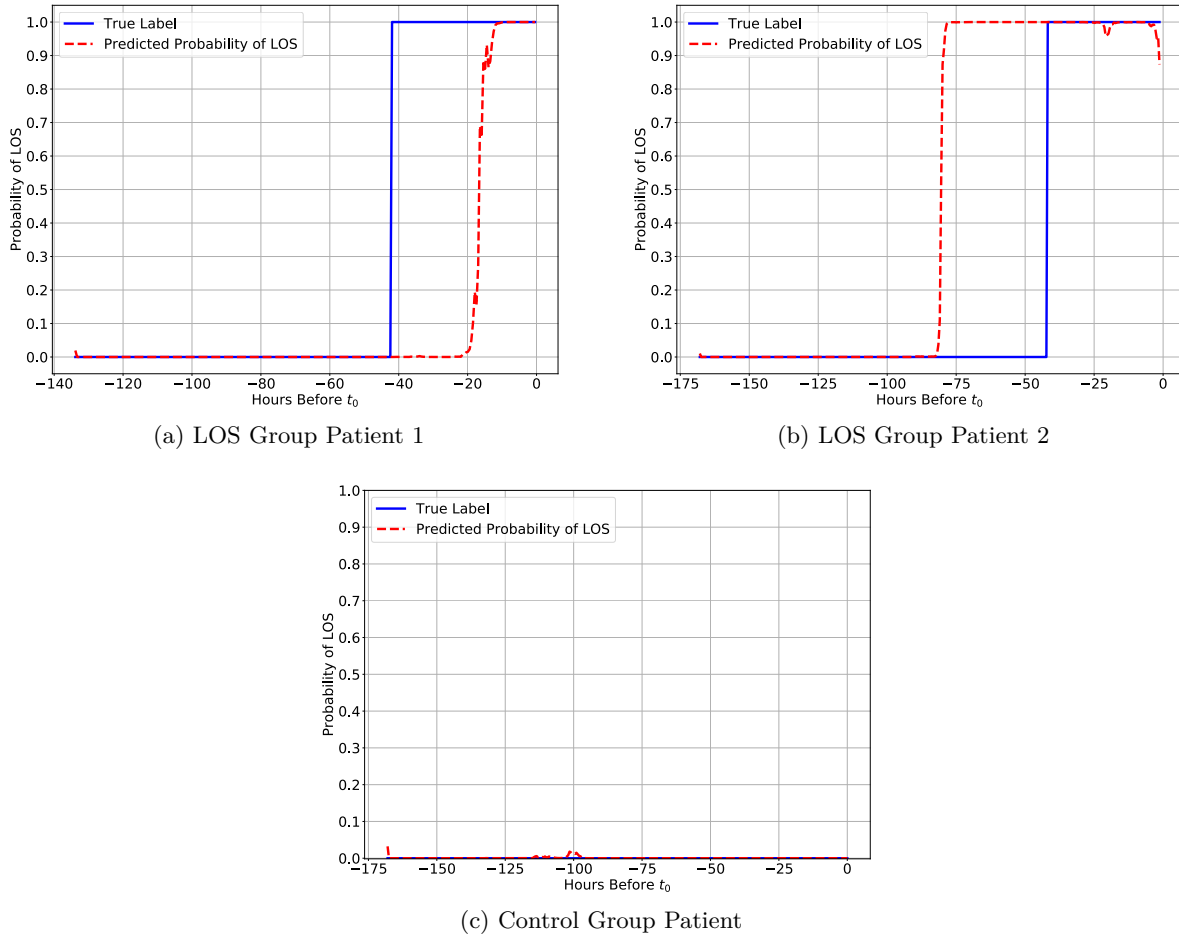 1.0
0.9
0.8
0.7
0.6
0.5
0.4
0.3
0.2
0.1
0.0
Probability of LOS
True Label
Predicted Probability of LOS
−140 −120 −100 −80 −60 −40 −20 0
Hours Before t₀
(a) LOS Group Patient 1
1.0
0.9
0.8
0.7
0.6
0.5
0.4
0.3
0.2
0.1
0.0
Probability of LOS
True Label
Predicted Probability of LOS
−175 −150 −125 −100 −75 −50 −25 0
Hours Before t₀
(b) LOS Group Patient 2
1.0
0.9
0.8
0.7
0.6
0.5
0.4
0.3
0.2
0.1
0.0
Probability of LOS
True Label
Predicted Probability of LOS
−175 −150 −125 −100 −75 −50 −25 0
Hours Before t₀
(c) Control Group Patient